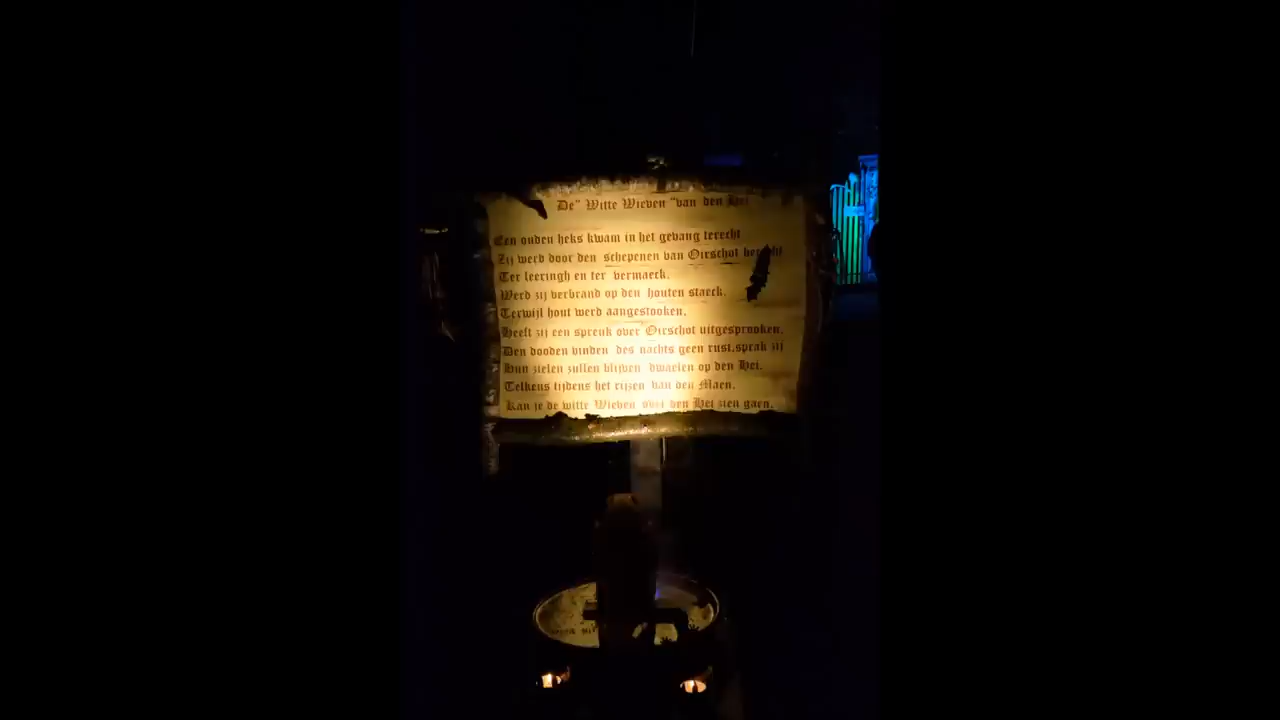 De" Witte Wieven "van den Hei
Een ouden heks kwam in het gevang terecht
Zij werd door den schepenen van Oirschot berecht
Ter leeringh en ter vermaeck.
Werd zij verbrand op den houten staeck.
Terwijl hout werd aangestooken,
Heeft zij een spreuk over Oirschot uitgesprooken.
Den dooden vinden des nachts geen rust,sprak zij
Hun zielen zullen blijven dwaelen op den Hei.
Telkens tijdens het rijzen van den Maen.
Kan je de witte Wieven over den Hei zien gaen.